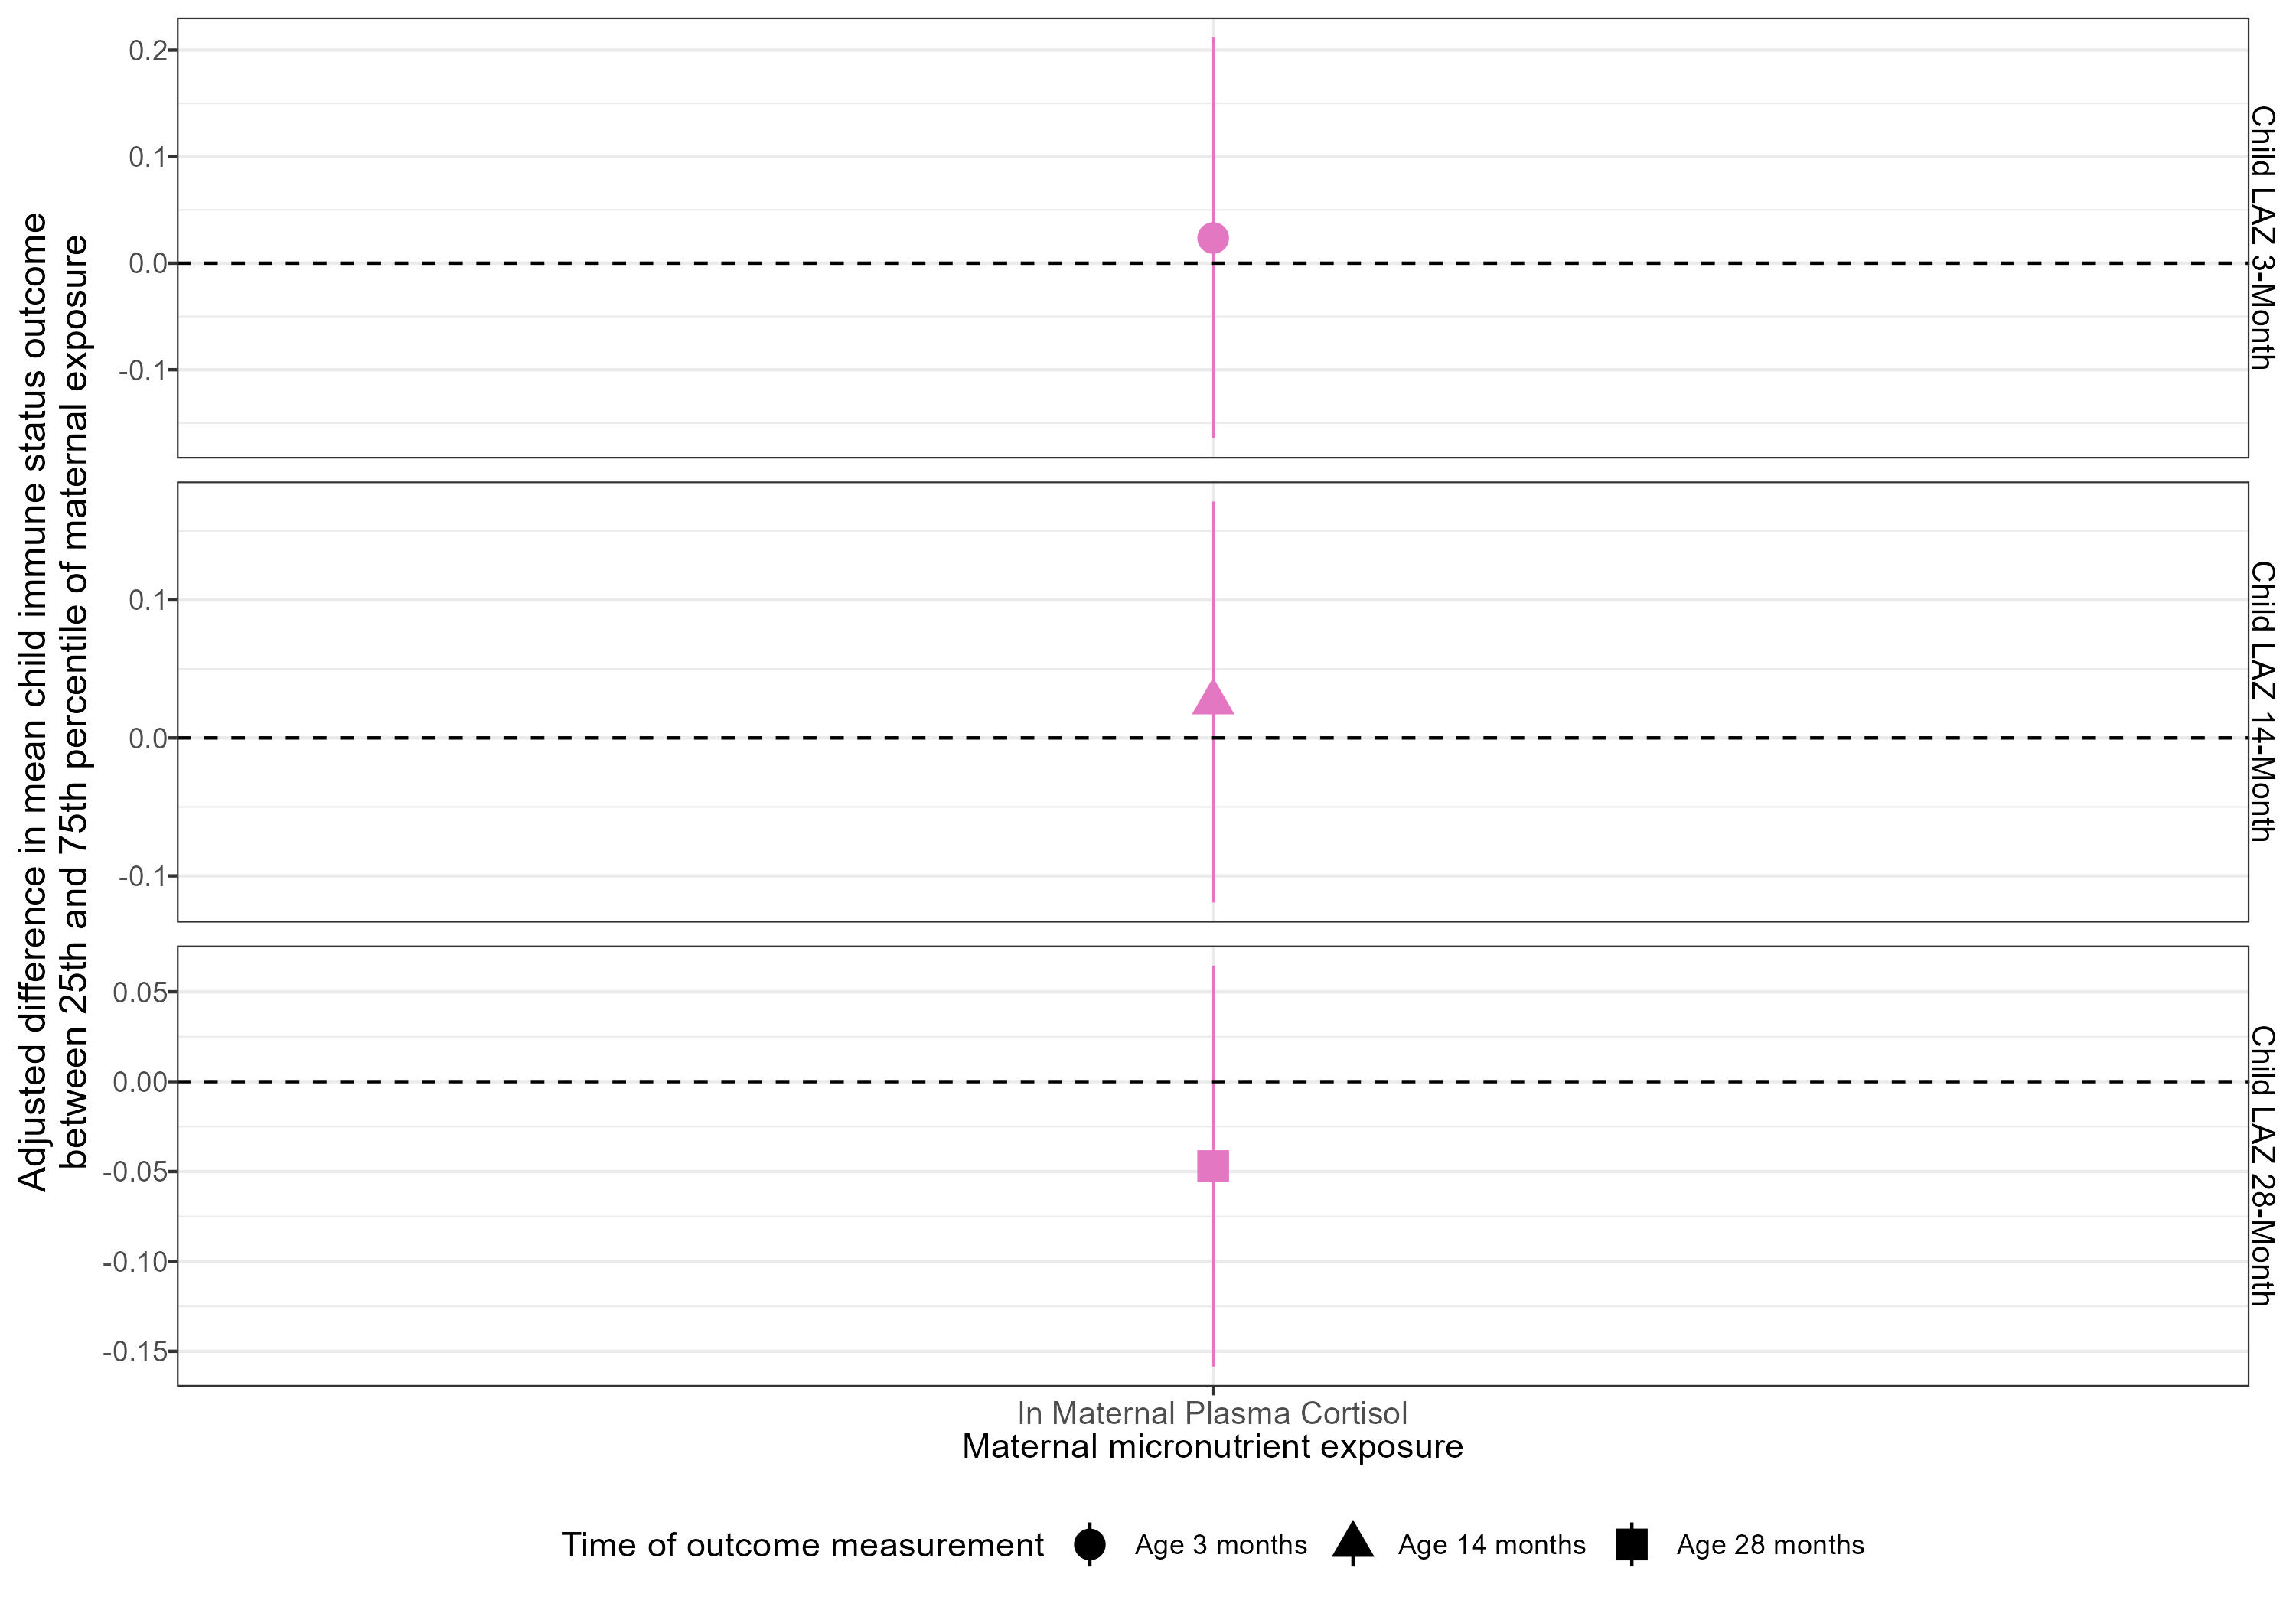 Adjusted difference in mean child immune status outcome
between 25th and 75th percentile of maternal exposure
0.2
0.1
0.0
-0.1
Child LAZ 3-Month
0.1
0.0
-0.1
Child LAZ 14-Month
0.05
0.00
-0.05
-0.10
-0.15
Child LAZ 28-Month
ln Maternal Plasma Cortisol
Maternal micronutrient exposure
Time of outcome measurement Age 3 months Age 14 months Age 28 months